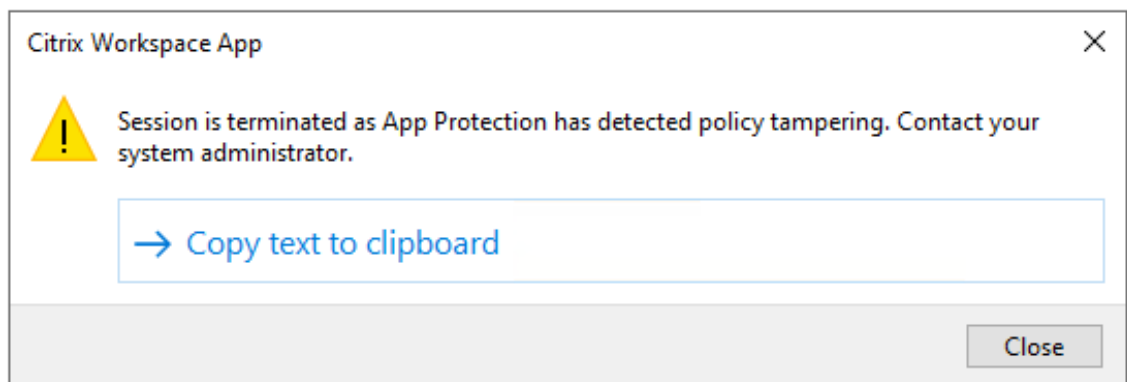 Citrix Workspace App
Session is terminated as App Protection has detected policy tampering. Contact your
system administrator.
→ Copy text to clipboard
Close